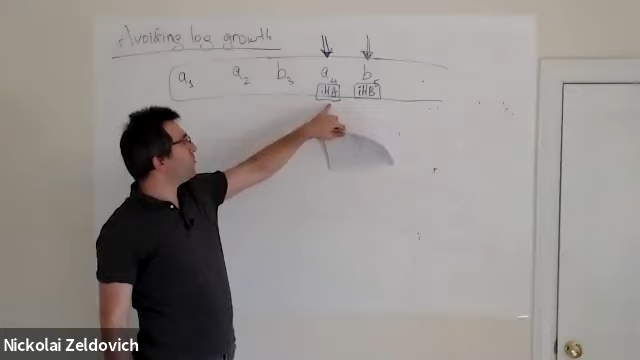 Avoiding log growth
a₁ a₂ b₃ a₄ b₅
iHA iHB
Nickolai Zeldovich